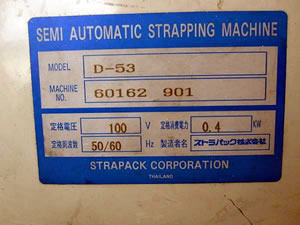 SEMI AUTOMATIC STRAPPING MACHINE
MODEL D-53
MACHINE NO. 60162 901
定格電圧 100 V 定格消費電力 0.4 KW
定格周波数 50/60 Hz 製造者名 ストラパック株式会社
STRAPACK CORPORATION
THAILAND